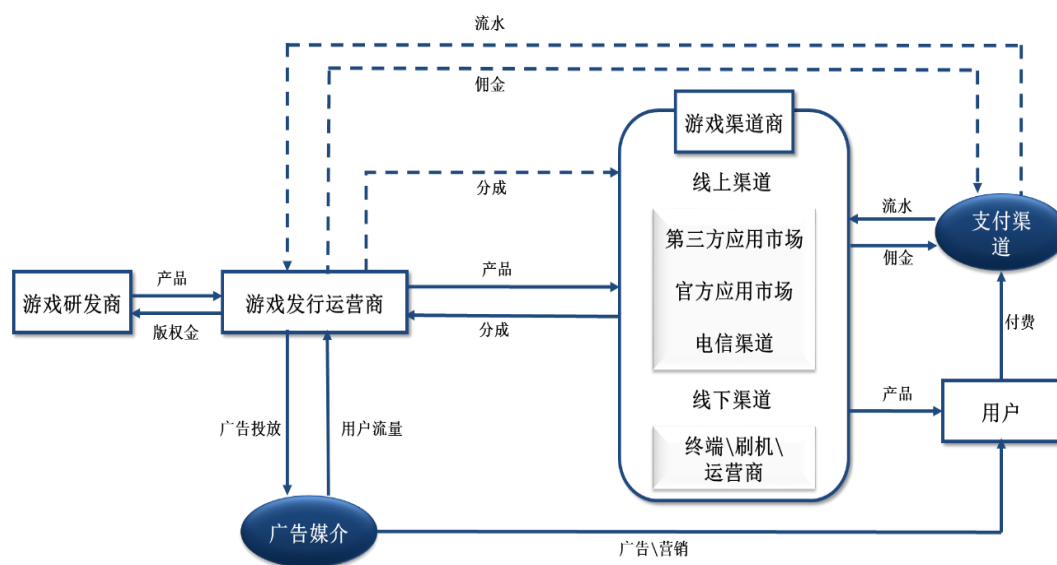 流水
佣金
游戏渠道商
分成
线上渠道
流水
支付渠
道
第三方应用市场
佣金
产品
产品
游戏研发商
游戏发行运营商
官方应用市场
版权金
分成
付费
电信渠道
产品
线下渠道
用户
广告投放
用户流量
终端\刷机\
运营商
广告媒介
广告\营销